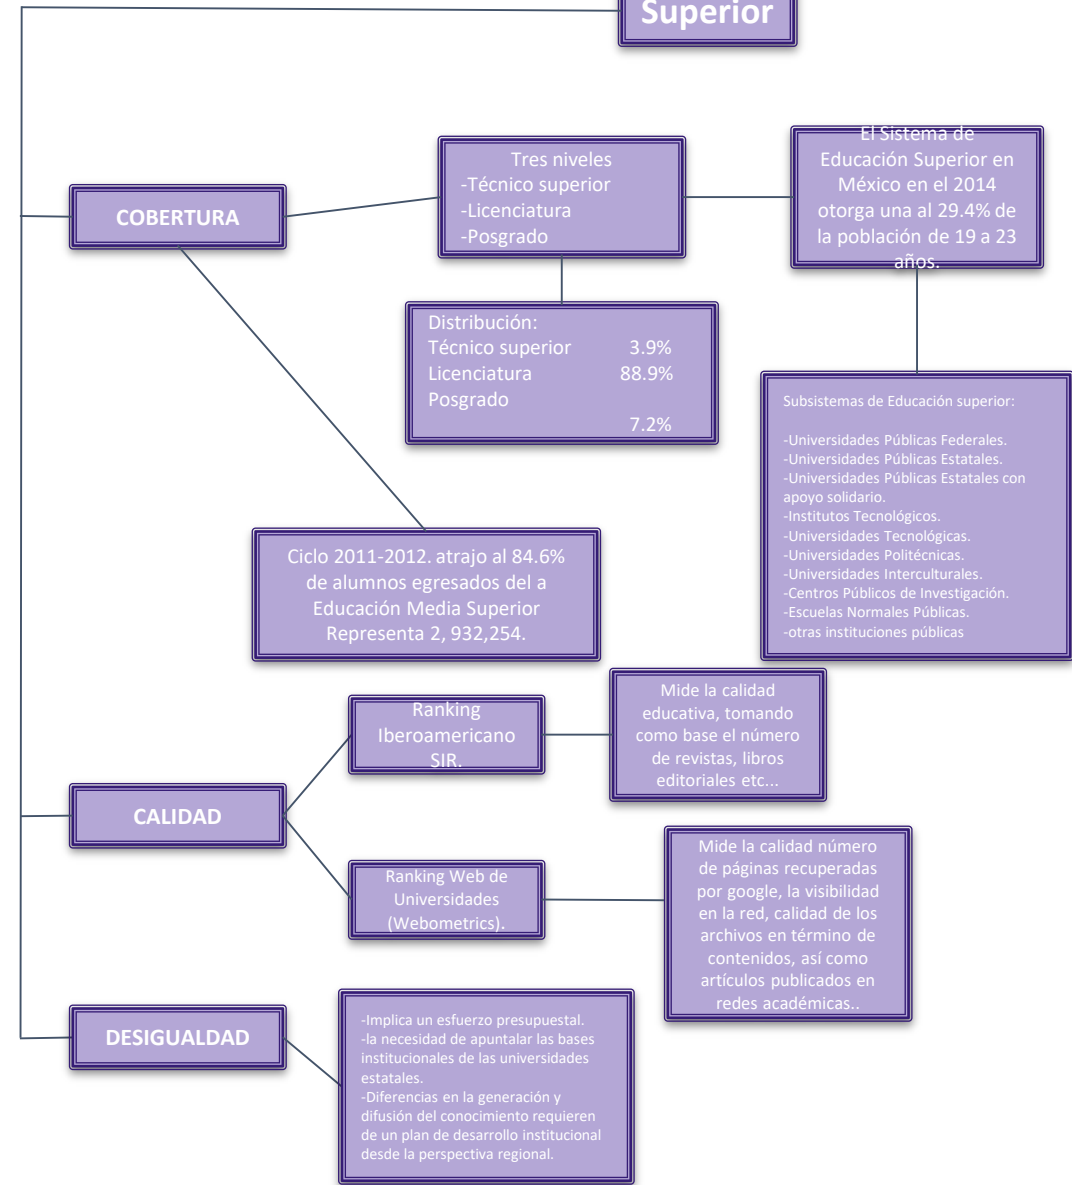 Superior
COBERTURA
Tres niveles
-Técnico superior
-Licenciatura
-Posgrado
El Sistema de
Educación Superior en
México en el 2014
otorga una al 29.4% de
la población de 19 a 23
años.
Distribución:
Técnico superior 3.9%
Licenciatura 88.9%
Posgrado
7.2%
Subsistemas de Educación superior:
-Universidades Públicas Federales.
-Universidades Públicas Estatales.
-Universidades Públicas Estatales con
apoyo solidario.
-Institutos Tecnológicos.
-Universidades Tecnológicas.
-Universidades Politécnicas.
-Universidades Interculturales.
-Centros Públicos de Investigación.
-Escuelas Normales Públicas.
-otras instituciones públicas
Ciclo 2011-2012. atrajo al 84.6%
de alumnos egresados del a
Educación Media Superior
Representa 2, 932,254.
CALIDAD
Ranking
Iberoamericano
SIR.
Mide la calidad
educativa, tomando
como base el número
de revistas, libros
editoriales etc...
Ranking Web de
Universidades
(Webometrics).
Mide la calidad número
de páginas recuperadas
por google, la visibilidad
en la red, calidad de los
archivos en término de
contenidos, así como
artículos publicados en
redes académicas..
DESIGUALDAD
-Implica un esfuerzo presupuestal.
-la necesidad de apuntalar las bases
institucionales de las universidades
estatales.
-Diferencias en la generación y
difusión del conocimiento requieren
de un plan de desarrollo institucional
desde la perspectiva regional.